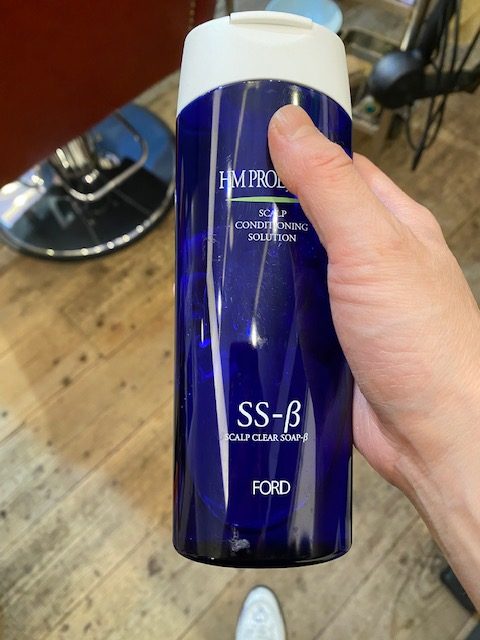 HM
SCALP
CONDITIONING
SOLUTION
SS-β
SCALP CLEAR SOAP-β
FORD